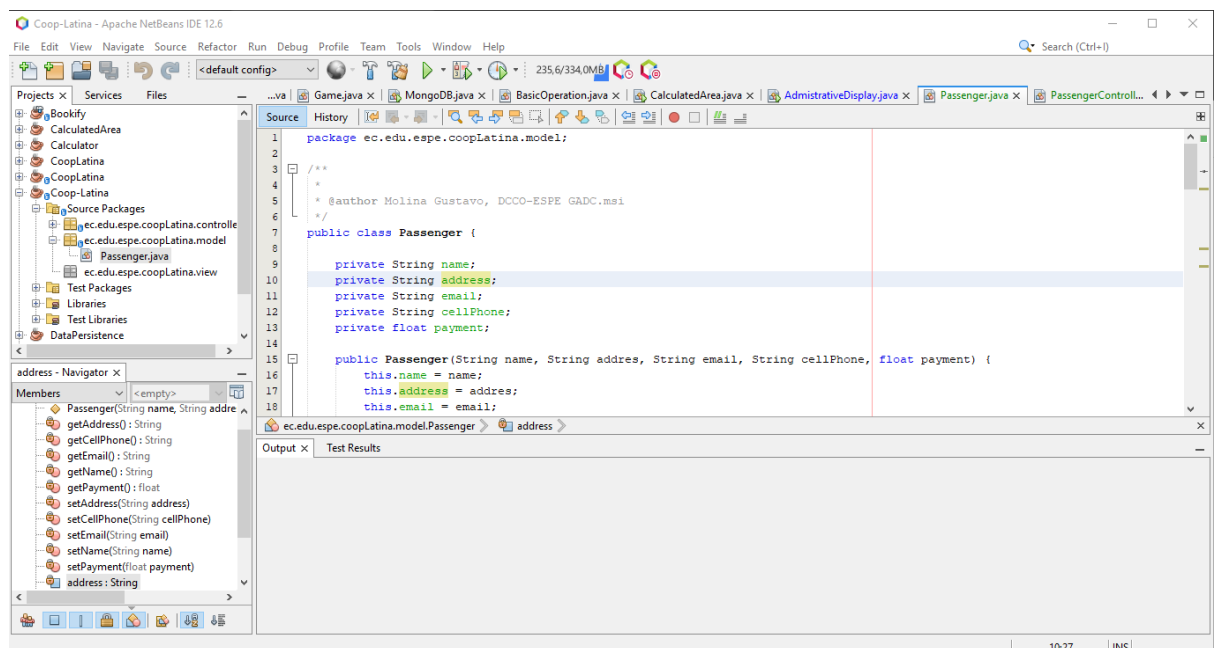 Coop-Latina - Apache NetBeans IDE 12.6
File Edit View Navigate Source Refactor Run Debug Profile Team Tools Window Help
Search (Ctrl+I)
<default config>
235,6/334,0MB
Projects Services Files
...va Game.java MongoDB.java BasicOperation.java CalculatedArea.java AdmistrativeDisplay.java Passenger.java PassengerControll...
Source History
Bookify
CalculatedArea
Calculator
CoopLatina
CoopLatina
Coop-Latina
Source Packages
ec.edu.espe.coopLatina.controlle
ec.edu.espe.coopLatina.model
Passenger.java
ec.edu.espe.coopLatina.view
Test Packages
Libraries
Test Libraries
DataPersistence
1 package ec.edu.espe.coopLatina.model;
2
3 /**
4 *
5 * @author Molina Gustavo, DCCO-ESPE GADC.msi
6 */
7 public class Passenger {
8
9 private String name;
10 private String address;
11 private String email;
12 private String cellPhone;
13 private float payment;
14
15 public Passenger(String name, String addres, String email, String cellPhone, float payment) {
16 this.name = name;
17 this.address = addres;
18 this.email = email;
ec.edu.espe.coopLatina.model.Passenger address
address - Navigator
Members <empty>
Passenger(String name, String addre
getAddress() : String
getCellPhone() : String
getEmail() : String
getName() : String
getPayment() : float
setAddress(String address)
setCellPhone(String cellPhone)
setEmail(String email)
setName(String name)
setPayment(float payment)
address : String
Output Test Results
10:27 INS